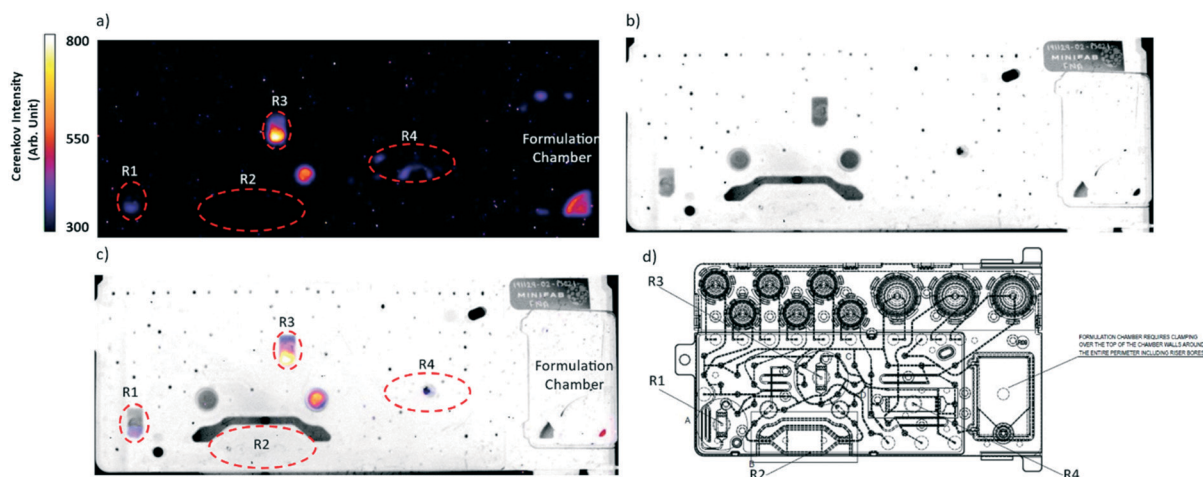 a)
800
550
300
Cerenkov Intensity
(Arb. Unit)
R1
R2
R3
R4
Formulation
Chamber
b)
MINIFAB
c)
MINIFAB
R1
R2
R3
R4
Formulation
Chamber
d)
R3
R1
A
R2
R4
FORMULATION CHAMBER REQUIRES CLAMPING
OVER THE TOP OF THE CHAMBER WALLS AROUND
THE ENTIRE PERIMETER INCLUDING RISER BORES